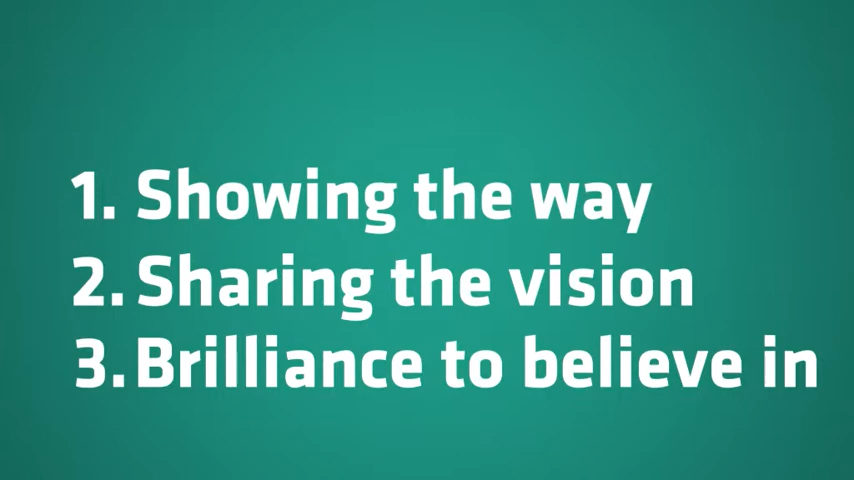 1. Showing the way
2. Sharing the vision
3. Brilliance to believe in